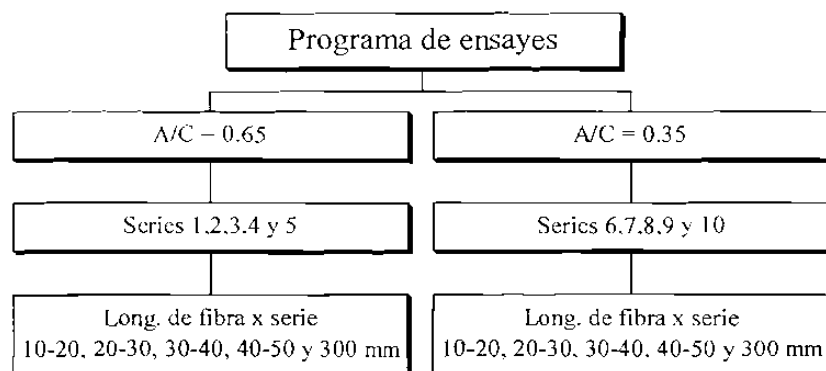 Programa de ensayes
A/C = 0.65
A/C = 0.35
Series 1,2,3,4 y 5
Series 6,7,8,9 y 10
Long. de fibra x serie
10-20, 20-30, 30-40, 40-50 y 300 mm
Long. de fibra x serie
10-20, 20-30, 30-40, 40-50 y 300 mm